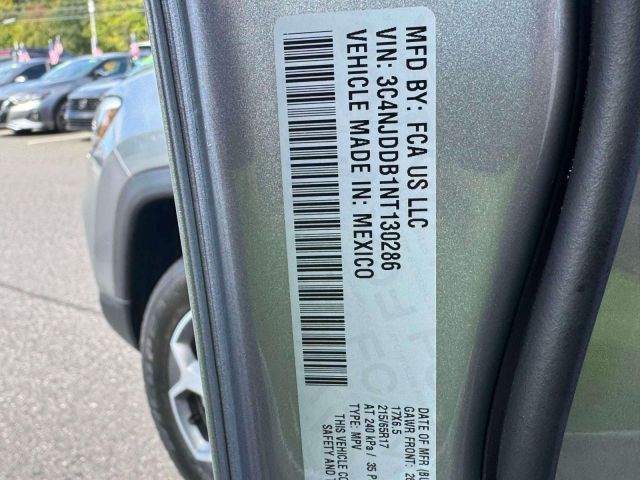 MFD BY: FCA US LLC
VIN: 3C4NJDDB1NT130286
VEHICLE MADE IN: MEXICO
DATE OF MFR
GAWR FRONT:
17X6.5
215/65R17
AT 240 kPa / 35 P
TYPE: MPV
THIS VEHICLE
SAFETY AND